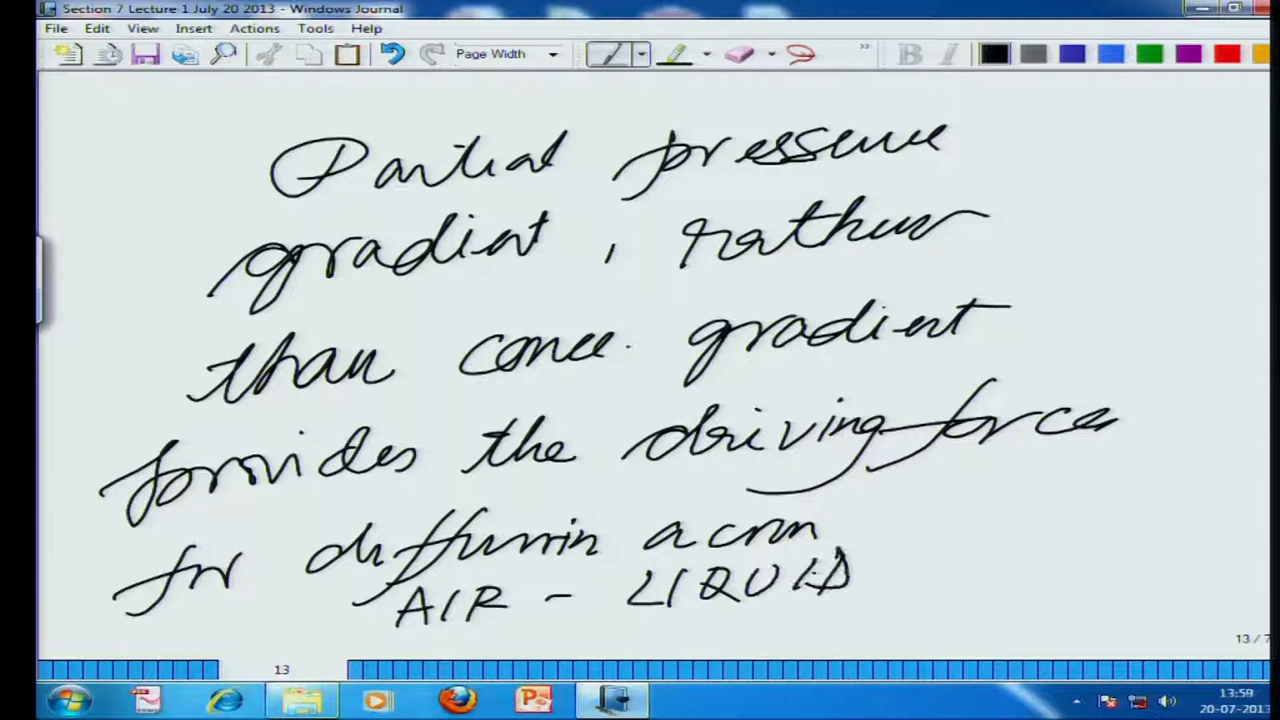 Section 7 Lecture 1 July 20 2013 - Windows Journal
File Edit View Insert Actions Tools Help
Page Width
B I
Partial pressure
gradient, rather
than conc. gradient
provides the driving force
for diffusion across
AIR - LIQUID
13 / 7
13
13:59
20-07-2013